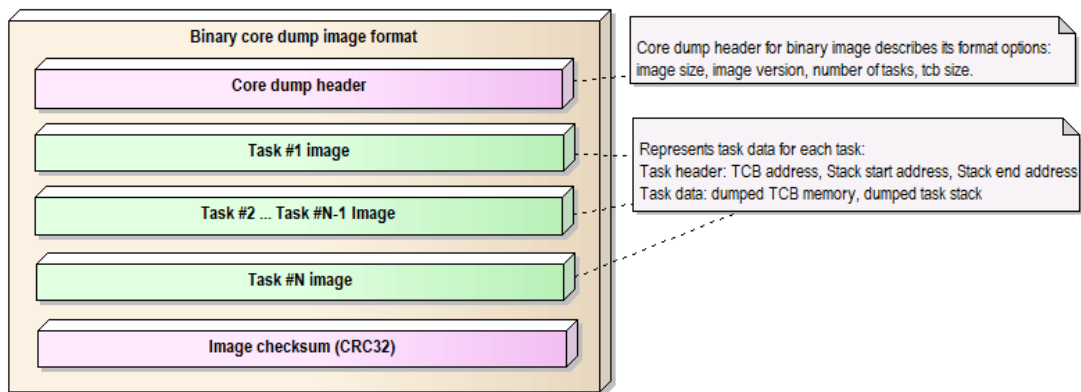 Binary core dump image format
Core dump header
Core dump header for binary image describes its format options:
image size, image version, number of tasks, tcb size.
Task #1 image
Represents task data for each task:
Task header: TCB address, Stack start address, Stack end address
Task data: dumped TCB memory, dumped task stack
Task #2 ... Task #N-1 Image
Task #N image
Image checksum (CRC32)